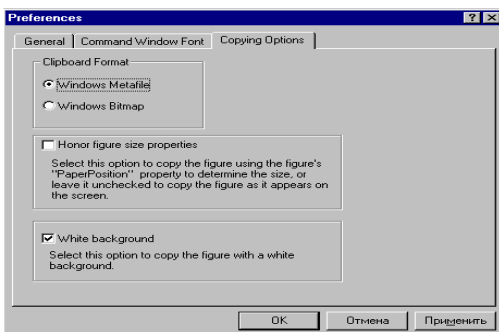 Preferences
General Command Window Font Copying Options
Clipboard Format
Windows Metafile
Windows Bitmap
Honor figure size properties
Select this option to copy the figure using the figure's
"PaperPosition" property to determine the size, or
leave it unchecked to copy the figure as it appears on
the screen.
White background
Select this option to copy the figure with a white
background.
OK Отмена Применить